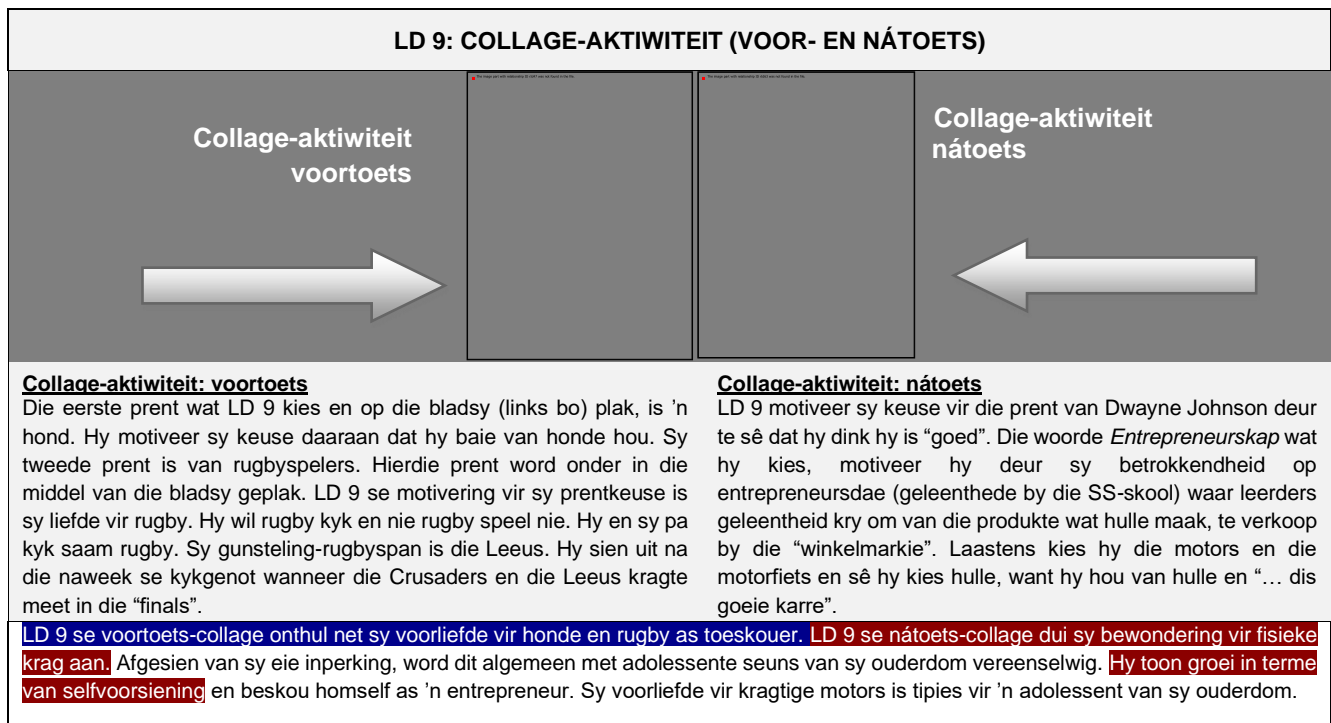 LD 9: COLLAGE-AKTIWITEIT (VOOR- EN NÁTOETS)
The image part with relationship ID rId41 was not found in the file.
Collage-aktiwiteit
voortoets
Collage-aktiwiteit
nátoets
Collage-aktiwiteit: voortoets
Die eerste prent wat LD 9 kies en op die bladsy (links bo) plak, is ’n
hond. Hy motiveer sy keuse daaraan dat hy baie van honde hou. Sy
tweede prent is van rugbyspelers. Hierdie prent word onder in die
middel van die bladsy geplak. LD 9 se motivering vir sy prentkeuse is
sy liefde vir rugby. Hy wil rugby kyk en nie rugby speel nie. Hy en sy pa
kyk saam rugby. Sy gunsteling-rugbyspan is die Leeus. Hy sien uit na
die naweek se kykgenot wanneer die Crusaders en die Leeus kragte
meet in die “finals”.
Collage-aktiwiteit: nátoets
LD 9 motiveer sy keuse vir die prent van Dwayne Johnson deur
te sê dat hy dink hy is “goed”. Die woorde Entrepreneurskap wat
hy kies, motiveer hy deur sy betrokkendheid op
entrepreneursdae (geleenthede by die SS-skool) waar leerders
geleentheid kry om van die produkte wat hulle maak, te verkoop
by die “winkelmarkie”. Laastens kies hy die motors en die
motorfiets en sê hy kies hulle, want hy hou van hulle en “… dis
goeie karre”.
LD 9 se voortoets-collage onthul net sy voorliefde vir honde en rugby as toeskouer. LD 9 se nátoets-collage dui sy bewondering vir fisieke
krag aan. Afgesien van sy eie inperking, word dit algemeen met adolessente seuns van sy ouderdom vereenselwig. Hy toon groei in terme
van selfvoorsiening en beskou homself as ’n entrepreneur. Sy voorliefde vir kragtige motors is tipies vir ’n adolessent van sy ouderdom.